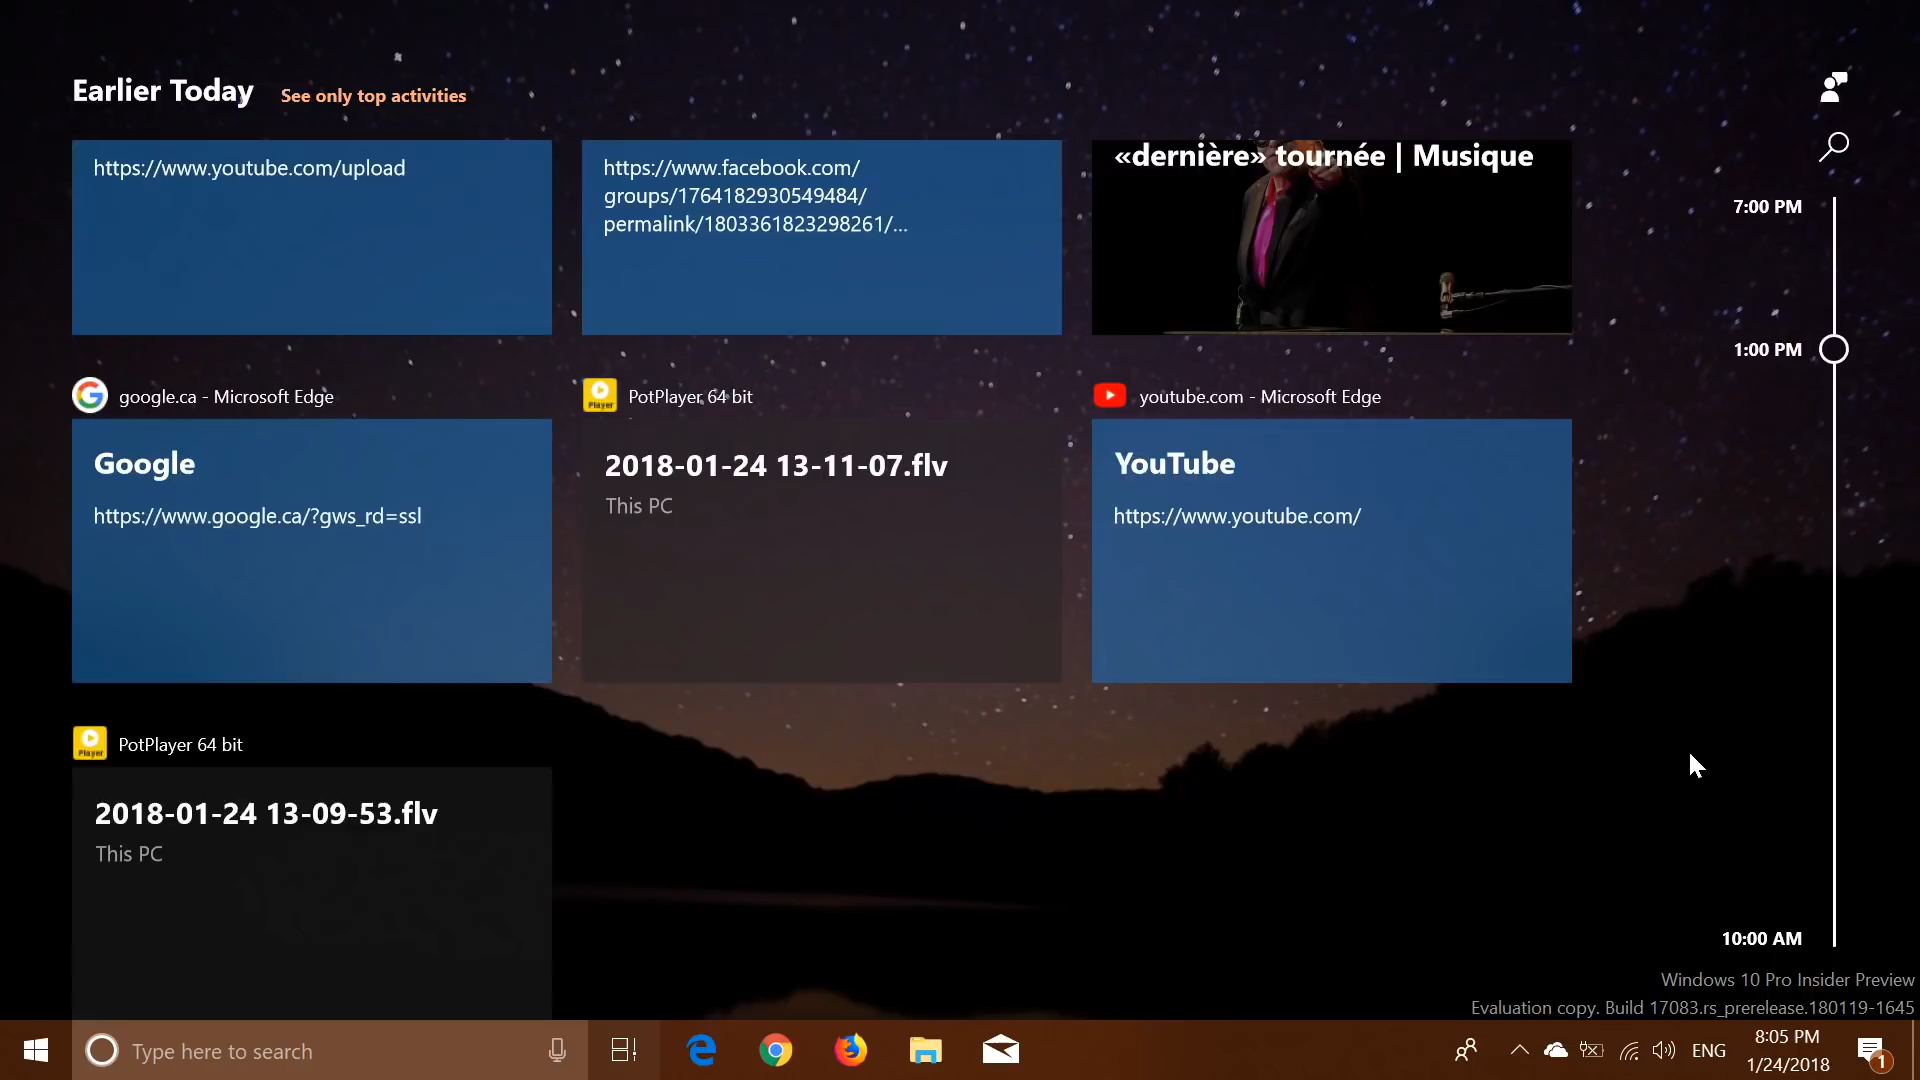 Earlier Today See only top activities
https://www.youtube.com/upload
https://www.facebook.com/
groups/1764182930549484/
permalink/1803361823298261/...
«dernière» tournée | Musique
7:00 PM
1:00 PM
google.ca - Microsoft Edge
Google
https://www.google.ca/?gws_rd=ssl
PotPlayer 64 bit
2018-01-24 13-11-07.flv
This PC
youtube.com - Microsoft Edge
YouTube
https://www.youtube.com/
Player
PotPlayer 64 bit
Player
2018-01-24 13-09-53.flv
This PC
10:00 AM
Windows 10 Pro Insider Preview
Evaluation copy. Build 17083.rs_prerelease.180119-1645
Type here to search
ENG
8:05 PM
1/24/2018
1